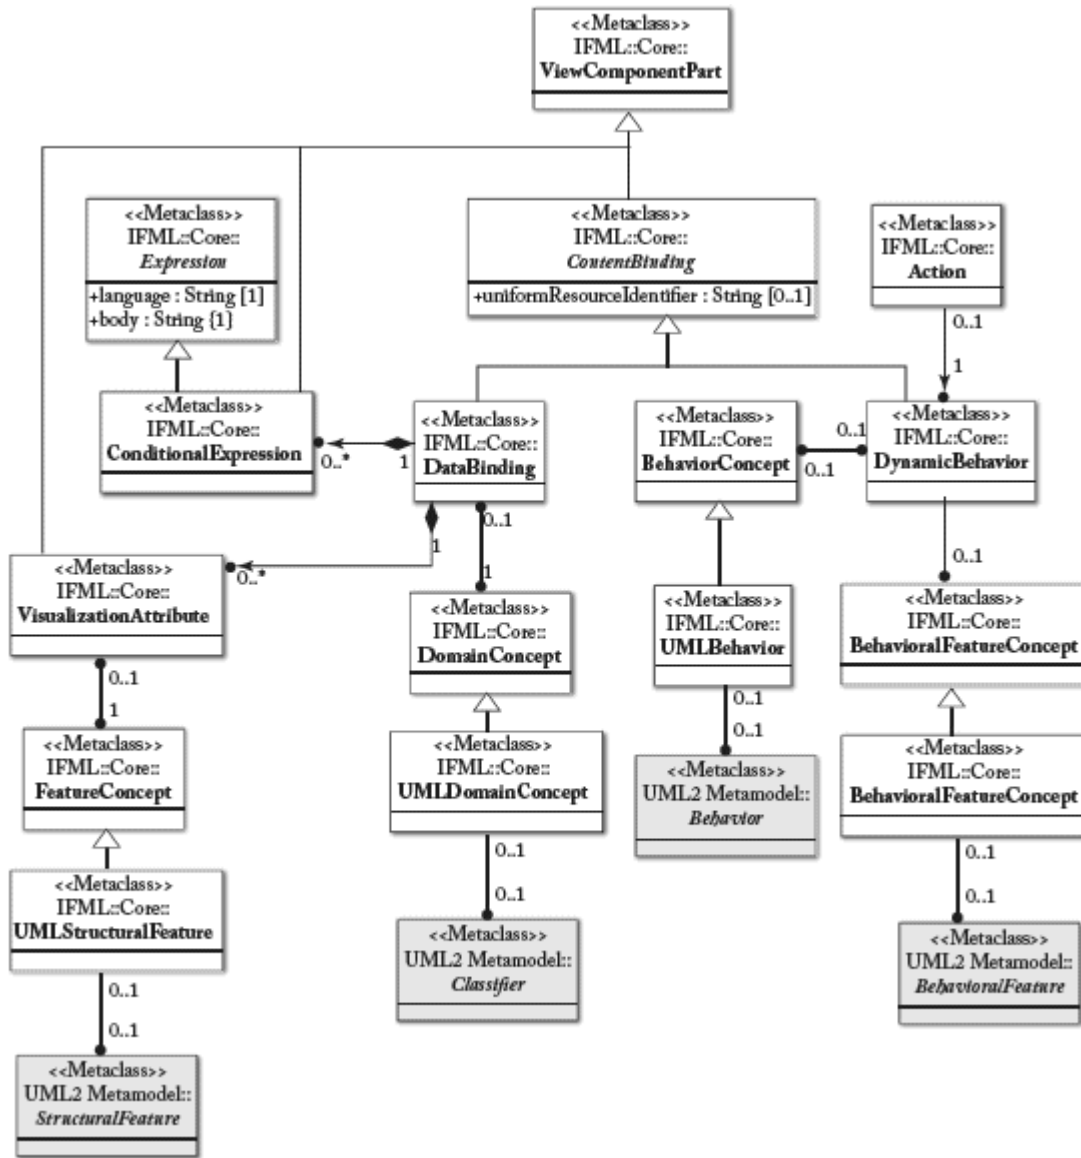 <<Metaclass>>
IFML::Core::
ViewComponentPart
<<Metaclass>>
IFML::Core::
Expression
+language : String [1]
+body : String {1]
<<Metaclass>>
IFML::Core::
ContentBinding
+uniformResourceIdentifier : String [0..1]
<<Metaclass>>
IFML::Core::
Action
0..1
1
<<Metaclass>>
IFML::Core::
ConditionalExpression
0..*
1
<<Metaclass>>
IFML::Core::
DataBinding
<<Metaclass>>
IFML::Core::
BehaviorConcept
0..1
0..1
<<Metaclass>>
IFML::Core::
DynamicBehavior
1
0..*
0..1
1
0..1
<<Metaclass>>
IFML::Core::
VisualizationAttribute
0..1
1
<<Metaclass>>
IFML::Core::
DomainConcept
<<Metaclass>>
IFML::Core::
UMLBehavior
0..1
0..1
<<Metaclass>>
IFML::Core::
BehavioralFeatureConcept
<<Metaclass>>
IFML::Core::
FeatureConcept
<<Metaclass>>
IFML::Core::
UMLDomainConcept
0..1
0..1
<<Metaclass>>
UML2 Metamodel::
Behavior
<<Metaclass>>
IFML::Core::
BehavioralFeatureConcept
0..1
0..1
<<Metaclass>>
IFML::Core::
UMLStructuralFeature
0..1
0..1
<<Metaclass>>
UML2 Metamodel::
Classifier
<<Metaclass>>
UML2 Metamodel::
BehavioralFeature
<<Metaclass>>
UML2 Metamodel::
StructuralFeature